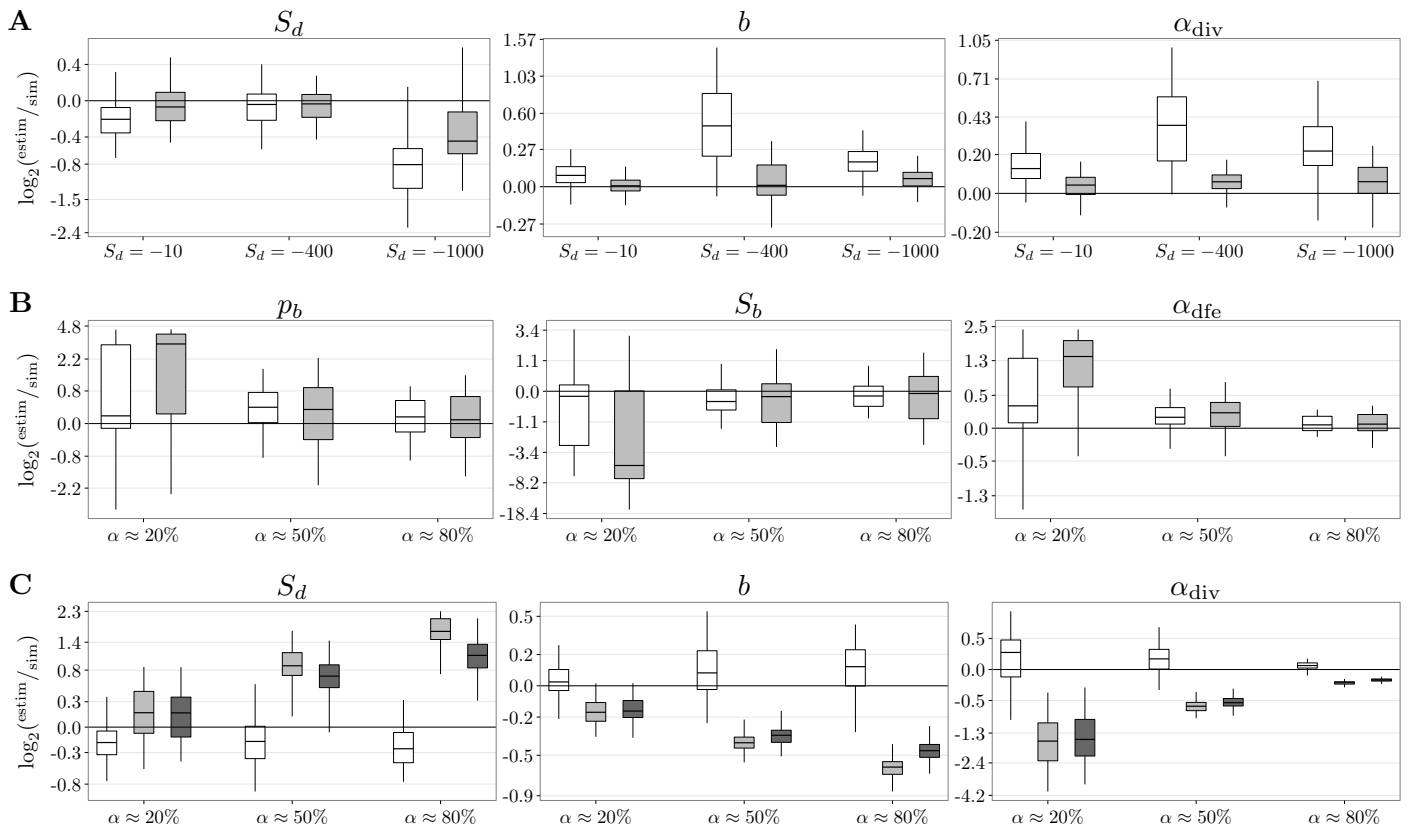 A
S_d
b
α_div
log₂(estim/sim)
0.4
0.0
-0.4
-0.8
-1.5
-2.4
S_d = −10
S_d = −400
S_d = −1000
1.57
1.03
0.60
0.27
0.00
-0.27
S_d = −10
S_d = −400
S_d = −1000
1.05
0.71
0.43
0.20
0.00
-0.20
S_d = −10
S_d = −400
S_d = −1000
B
p_b
S_b
α_dfe
log₂(estim/sim)
4.8
2.2
0.8
0.0
-0.8
-2.2
α ≈ 20%
α ≈ 50%
α ≈ 80%
3.4
1.1
0.0
-1.1
-3.4
-8.2
-18.4
α ≈ 20%
α ≈ 50%
α ≈ 80%
2.5
1.3
0.5
0.0
-0.5
-1.3
α ≈ 20%
α ≈ 50%
α ≈ 80%
C
S_d
b
α_div
log₂(estim/sim)
2.3
1.4
0.8
0.3
0.0
-0.3
-0.8
α ≈ 20%
α ≈ 50%
α ≈ 80%
0.5
0.2
0.0
-0.2
-0.5
-0.9
α ≈ 20%
α ≈ 50%
α ≈ 80%
0.5
0.0
-0.5
-1.3
-2.4
-4.2
α ≈ 20%
α ≈ 50%
α ≈ 80%